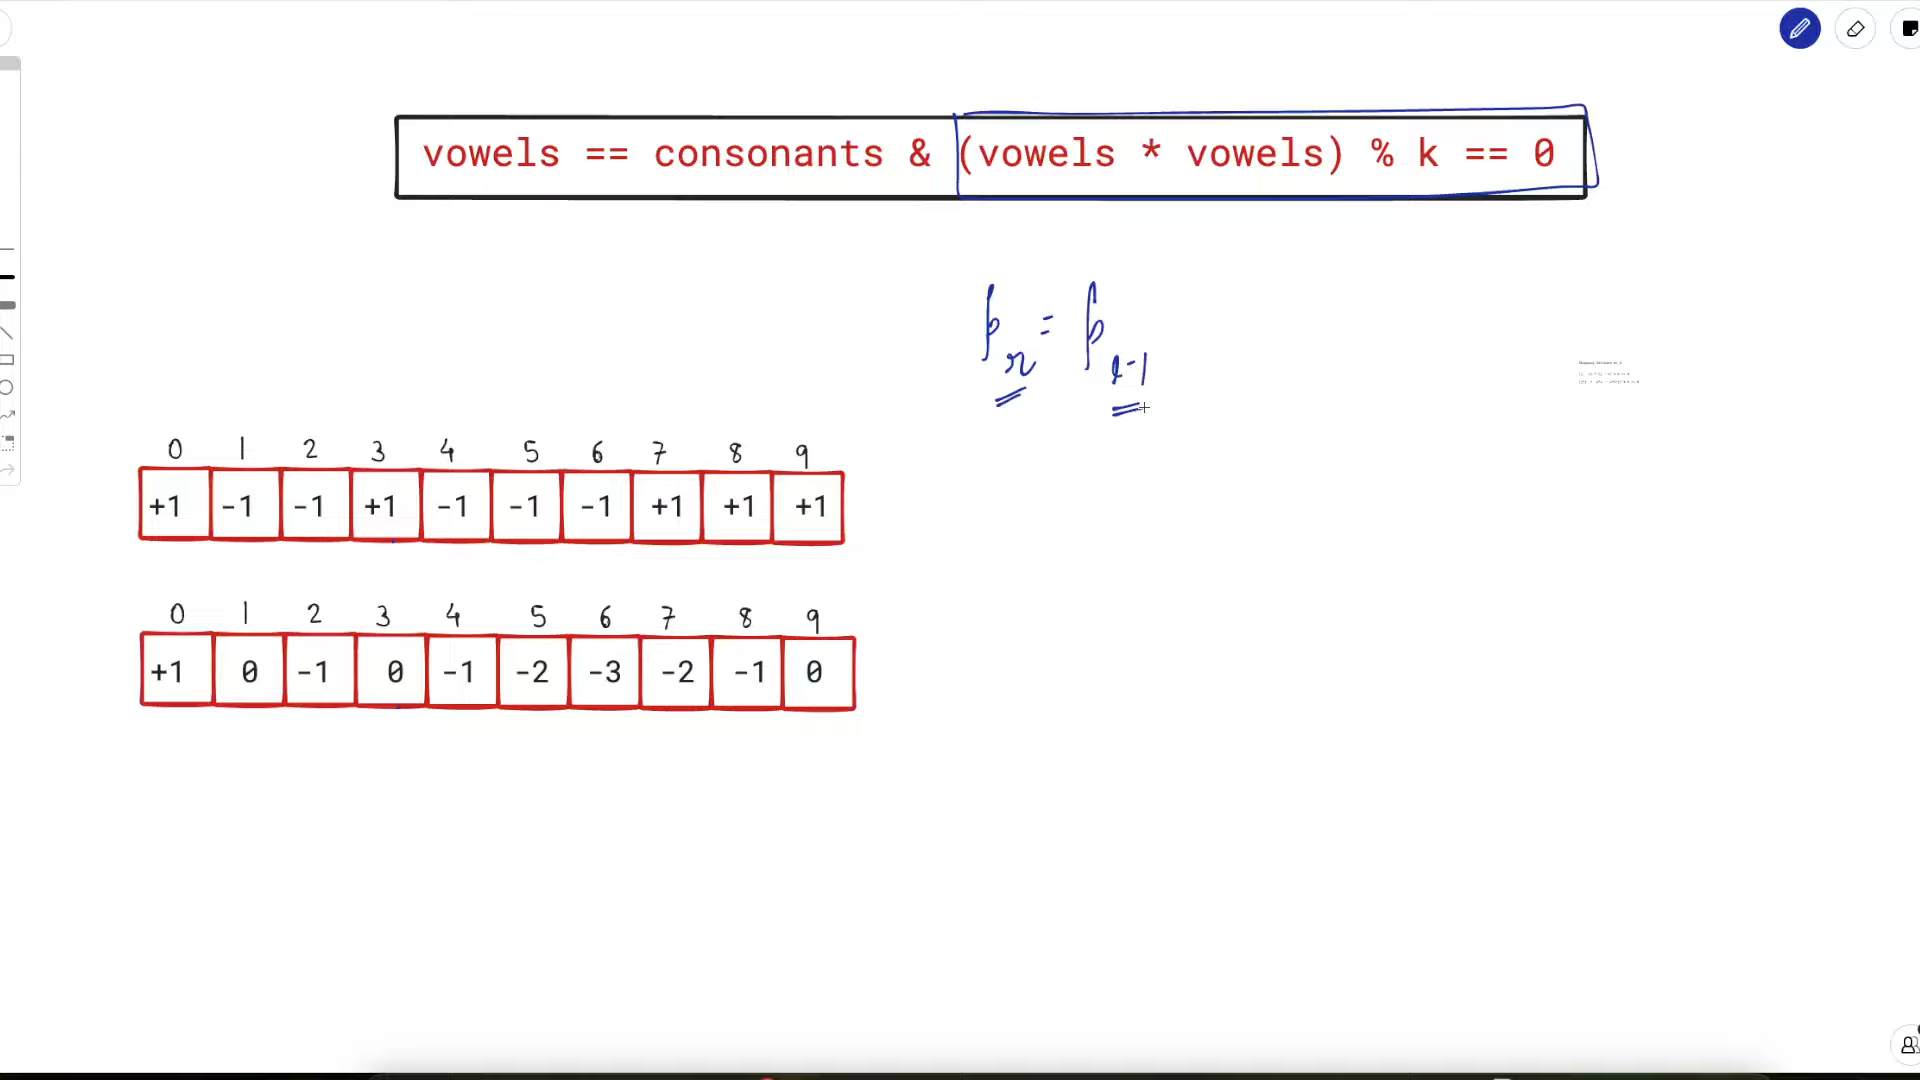 vowels == consonants & (vowels * vowels) % k == 0
p_r = p_l-1
0 1 2 3 4 5 6 7 8 9
+1 -1 -1 +1 -1 -1 -1 +1 +1 +1
0 1 2 3 4 5 6 7 8 9
+1 0 -1 0 -1 -2 -3 -2 -1 0